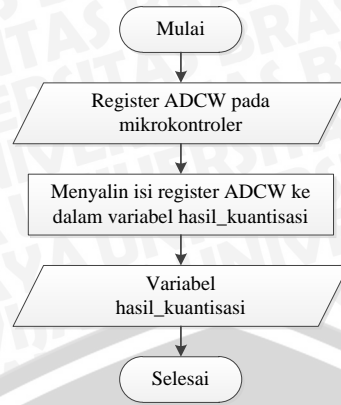 Mulai
Register ADCW pada
mikrokontroler
Menyalin isi register ADCW ke
dalam variabel hasil_kuantisasi
Variabel
hasil_kuantisasi
Selesai